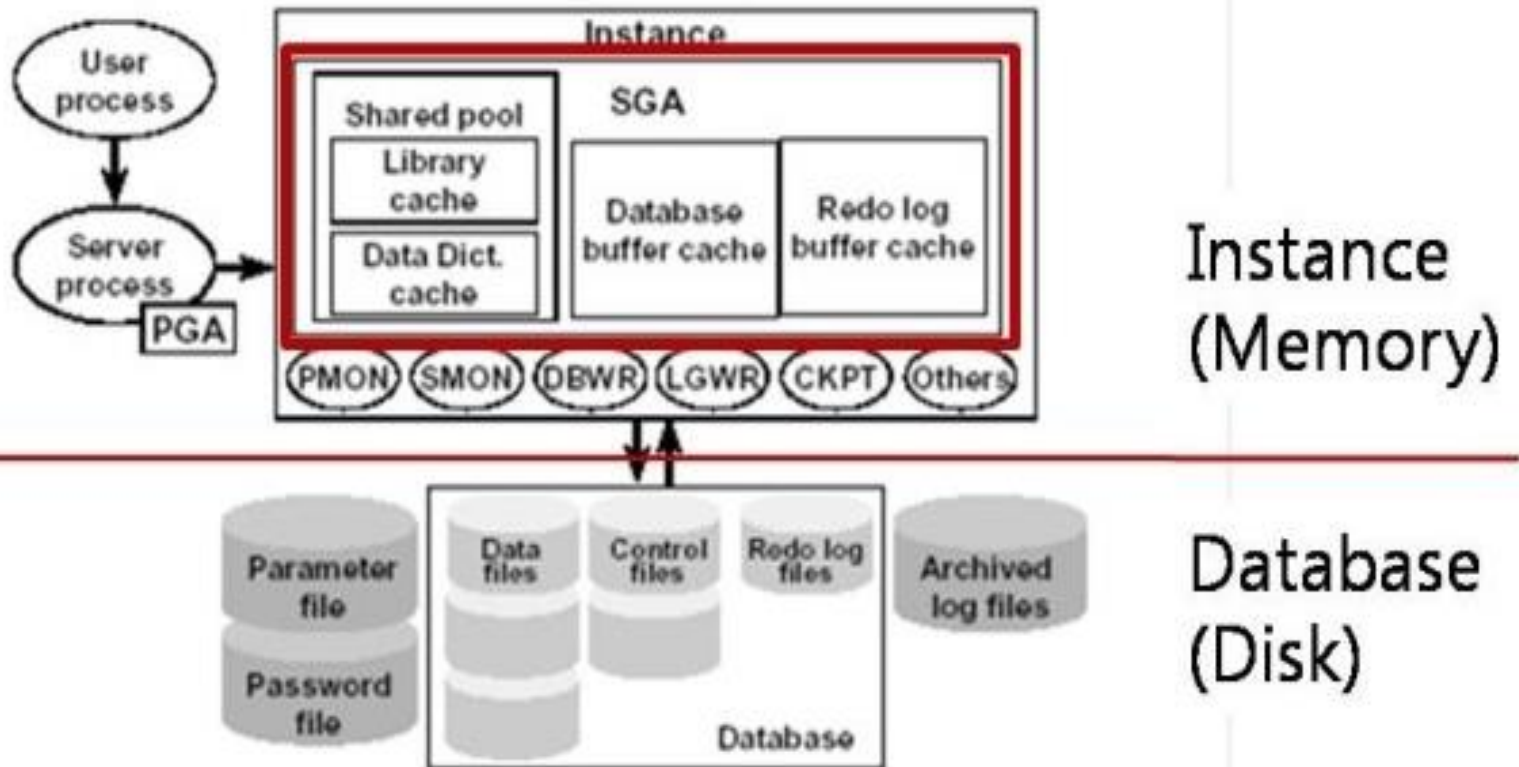 Instance
User
process
SGA
Shared pool
Library
cache
Database
buffer cache
Redo log
buffer cache
Server
process
Data Dict.
cache
PGA
PMON
SMON
DBWR
LGWR
CKPT
Others
Instance
(Memory)
Parameter
file
Data
files
Control
files
Redo log
files
Archived
log files
Password
file
Database
Database
(Disk)